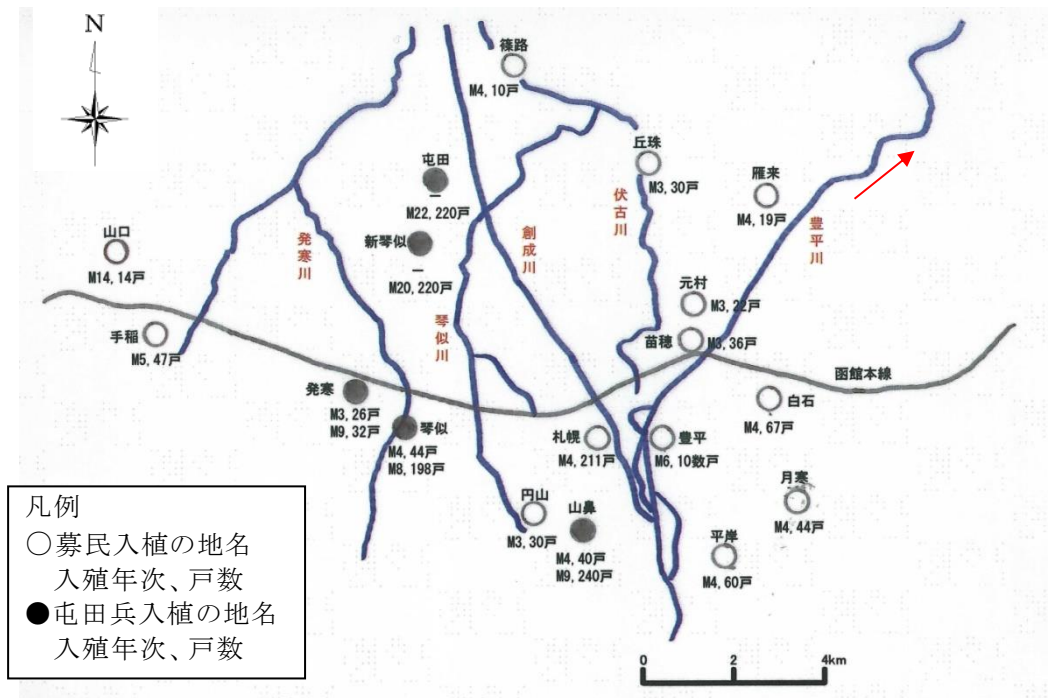 N
篠路
M4, 10戸
丘珠
M3, 30戸
雁来
M4, 19戸
屯田
M22, 220戸
新琴似
M20, 220戸
山口
M14, 14戸
発寒川
琴似川
創成川
伏古川
豊平川
元村
M3, 22戸
苗穂
M3, 36戸
手稲
M5, 47戸
函館本線
発寒
M3, 26戸
M9, 32戸
琴似
M4, 44戸
M8, 198戸
白石
M4, 67戸
札幌
M4, 211戸
豊平
M6, 10数戸
月寒
M4, 44戸
円山
M3, 30戸
山鼻
M4, 40戸
M9, 240戸
平岸
M4, 60戸
凡例
○募民入植の地名
入殖年次、戸数
●屯田兵入植の地名
入殖年次、戸数
0 2 4km